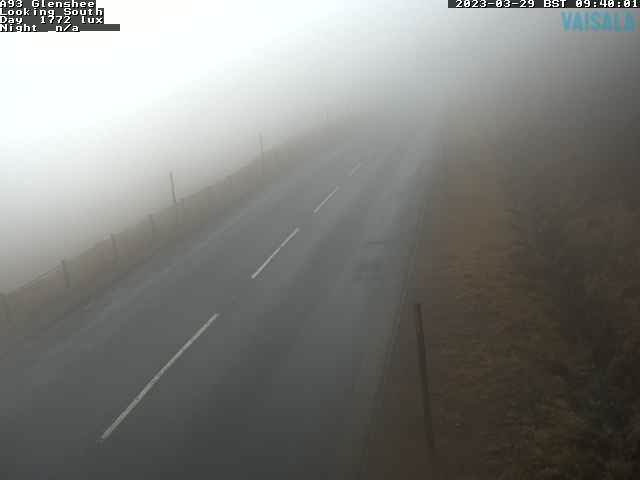 A93 Glenshee
Looking South
Day 1772 lux
Night n/a
2023-03-29 BST 09:40:01
VAISALA